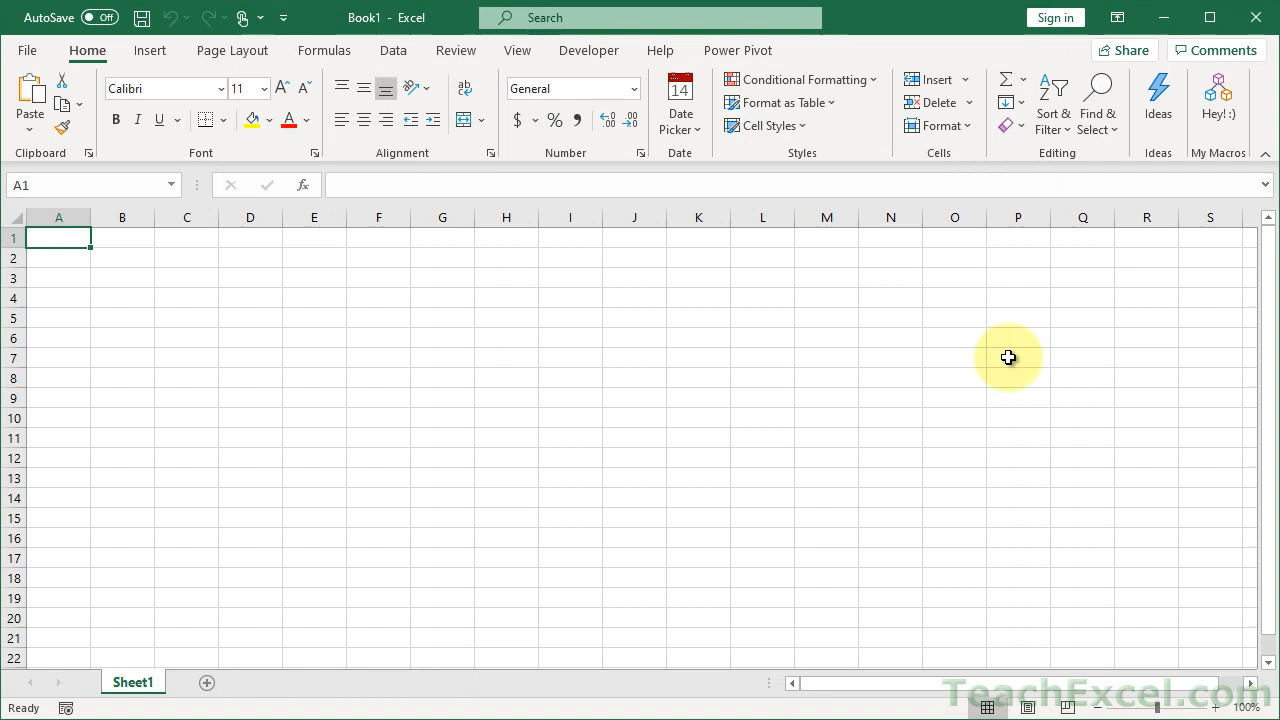 AutoSave Off Book1 - Excel Search Sign in
File Home Insert Page Layout Formulas Data Review View Developer Help Power Pivot Share Comments
Paste
Clipboard
Calibri 11
B I U A
Font
Alignment
General
$ % 9
Number
14
Date
Picker
Date
Conditional Formatting
Format as Table
Cell Styles
Styles
Insert
Delete
Format
Cells
Sort &
Filter
Find &
Select
Editing
Ideas
Ideas
Hey! :)
My Macros
A1 fx
A B C D E F G H I J K L M N O P Q R S
1
2
3
4
5
6
7
8
9
10
11
12
13
14
15
16
17
18
19
20
21
22
Sheet1
Ready 100%
TeachExcel.com